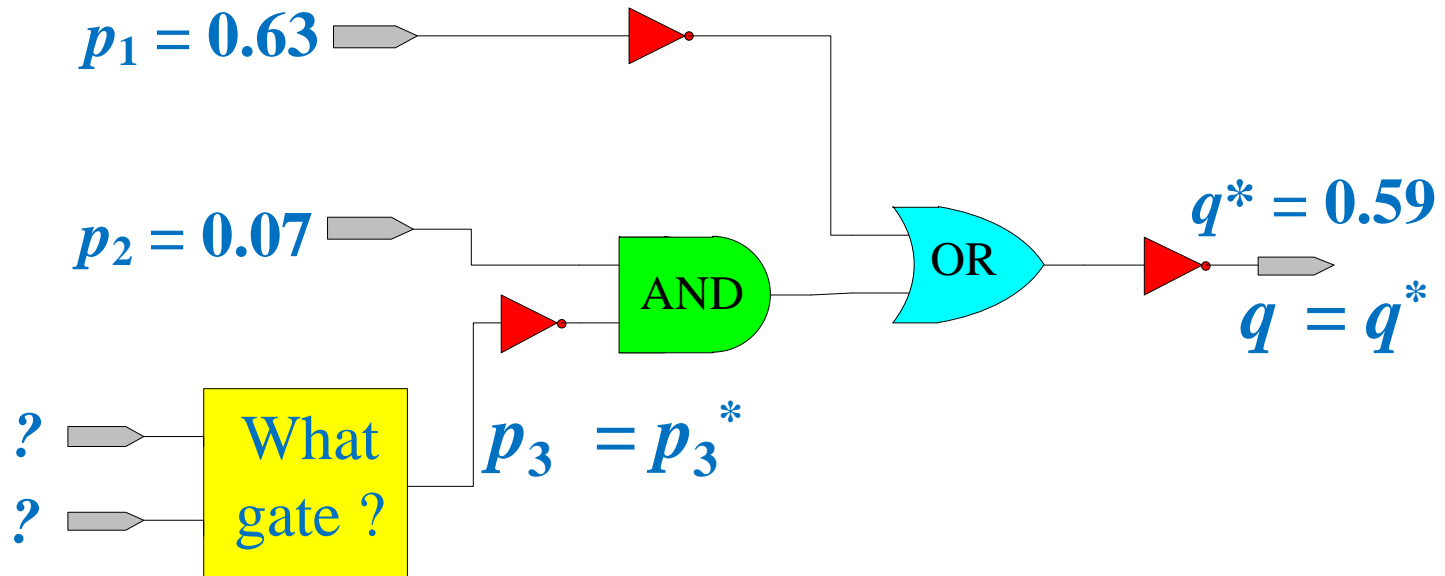 p₁ = 0.63
p₂ = 0.07
AND
OR
q* = 0.59
q = q*
?
?
What
gate ?
p₃ = p₃*